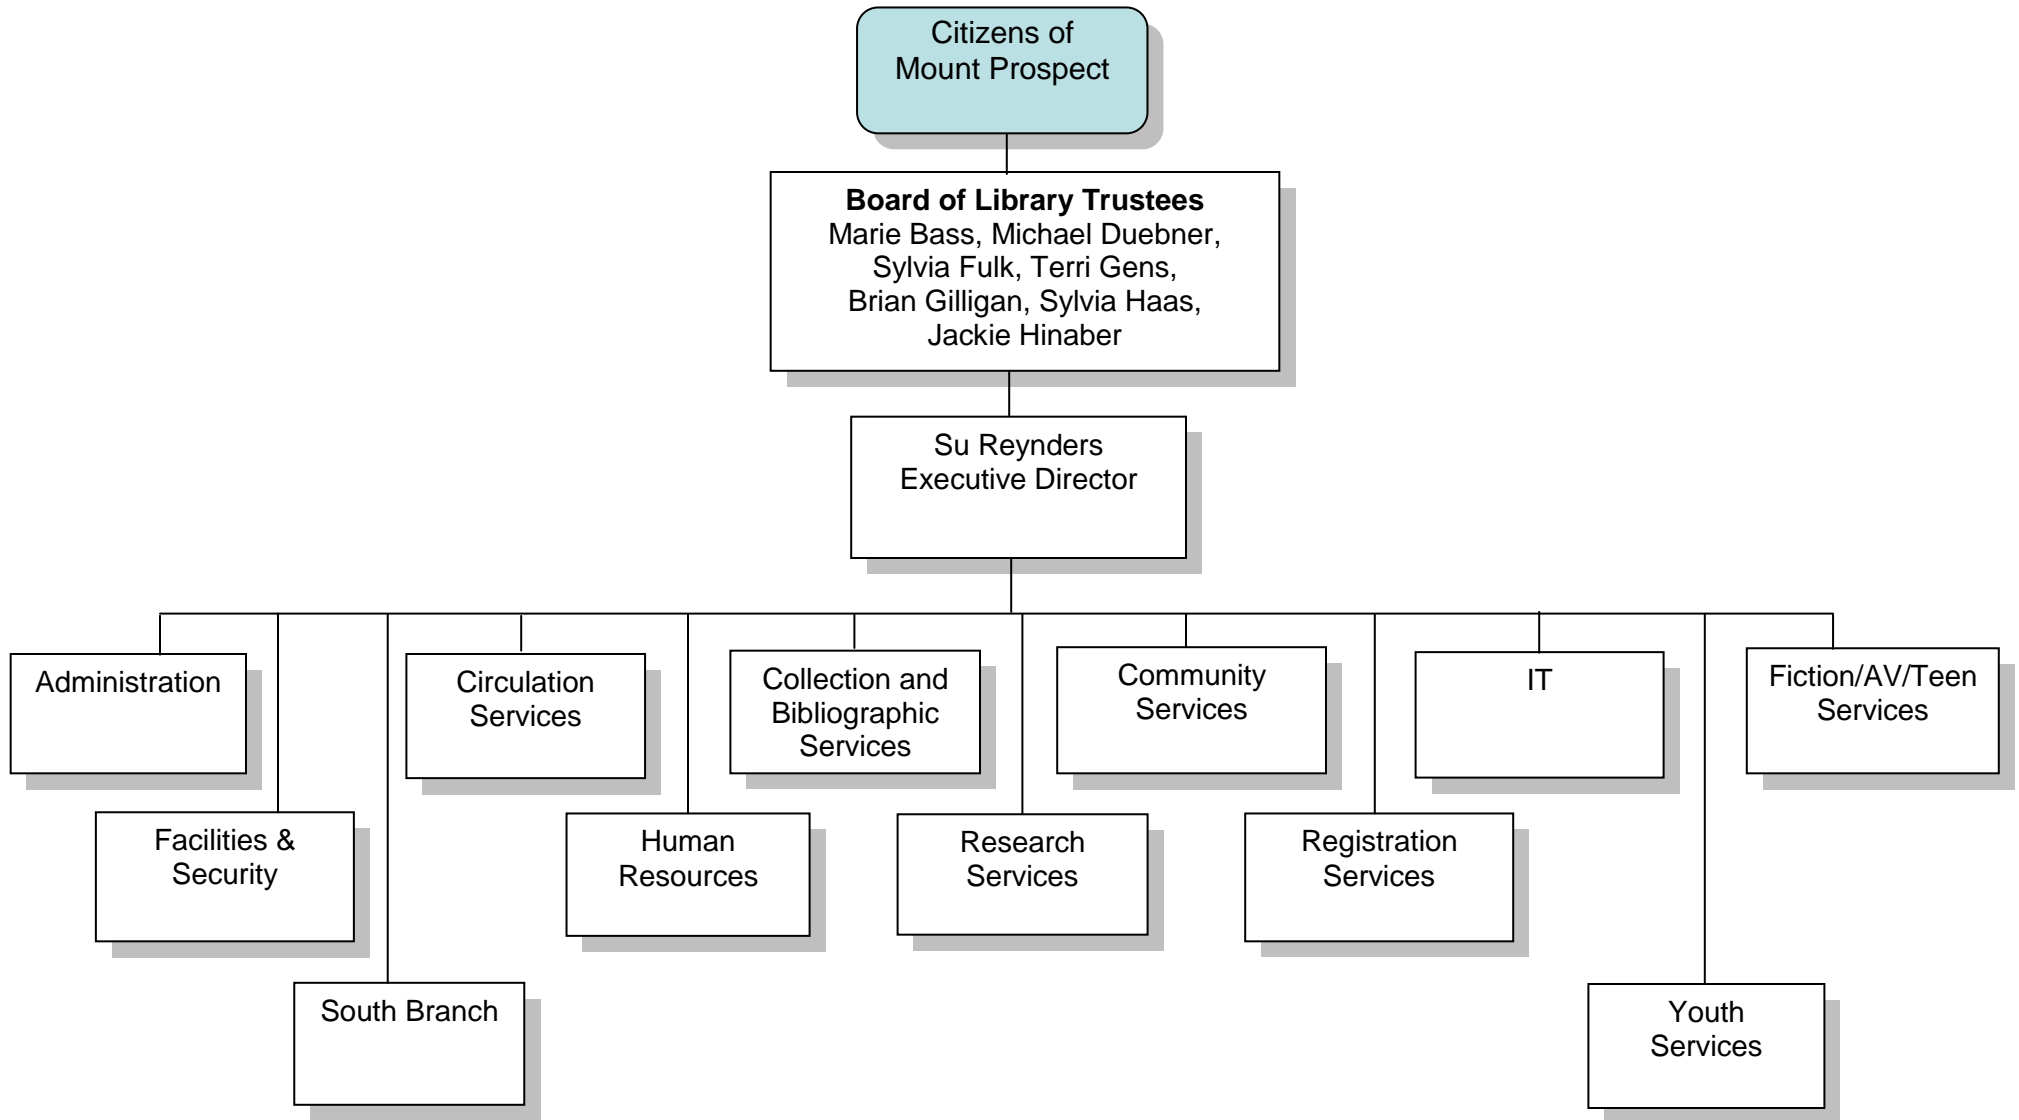 Citizens of
Mount Prospect
Board of Library Trustees
Marie Bass, Michael Duebner,
Sylvia Fulk, Terri Gens,
Brian Gilligan, Sylvia Haas,
Jackie Hinaber
Su Reynders
Executive Director
Administration
Circulation
Services
Collection and
Bibliographic
Services
Community
Services
IT
Fiction/AV/Teen
Services
Facilities &
Security
Human
Resources
Research
Services
Registration
Services
South Branch
Youth
Services